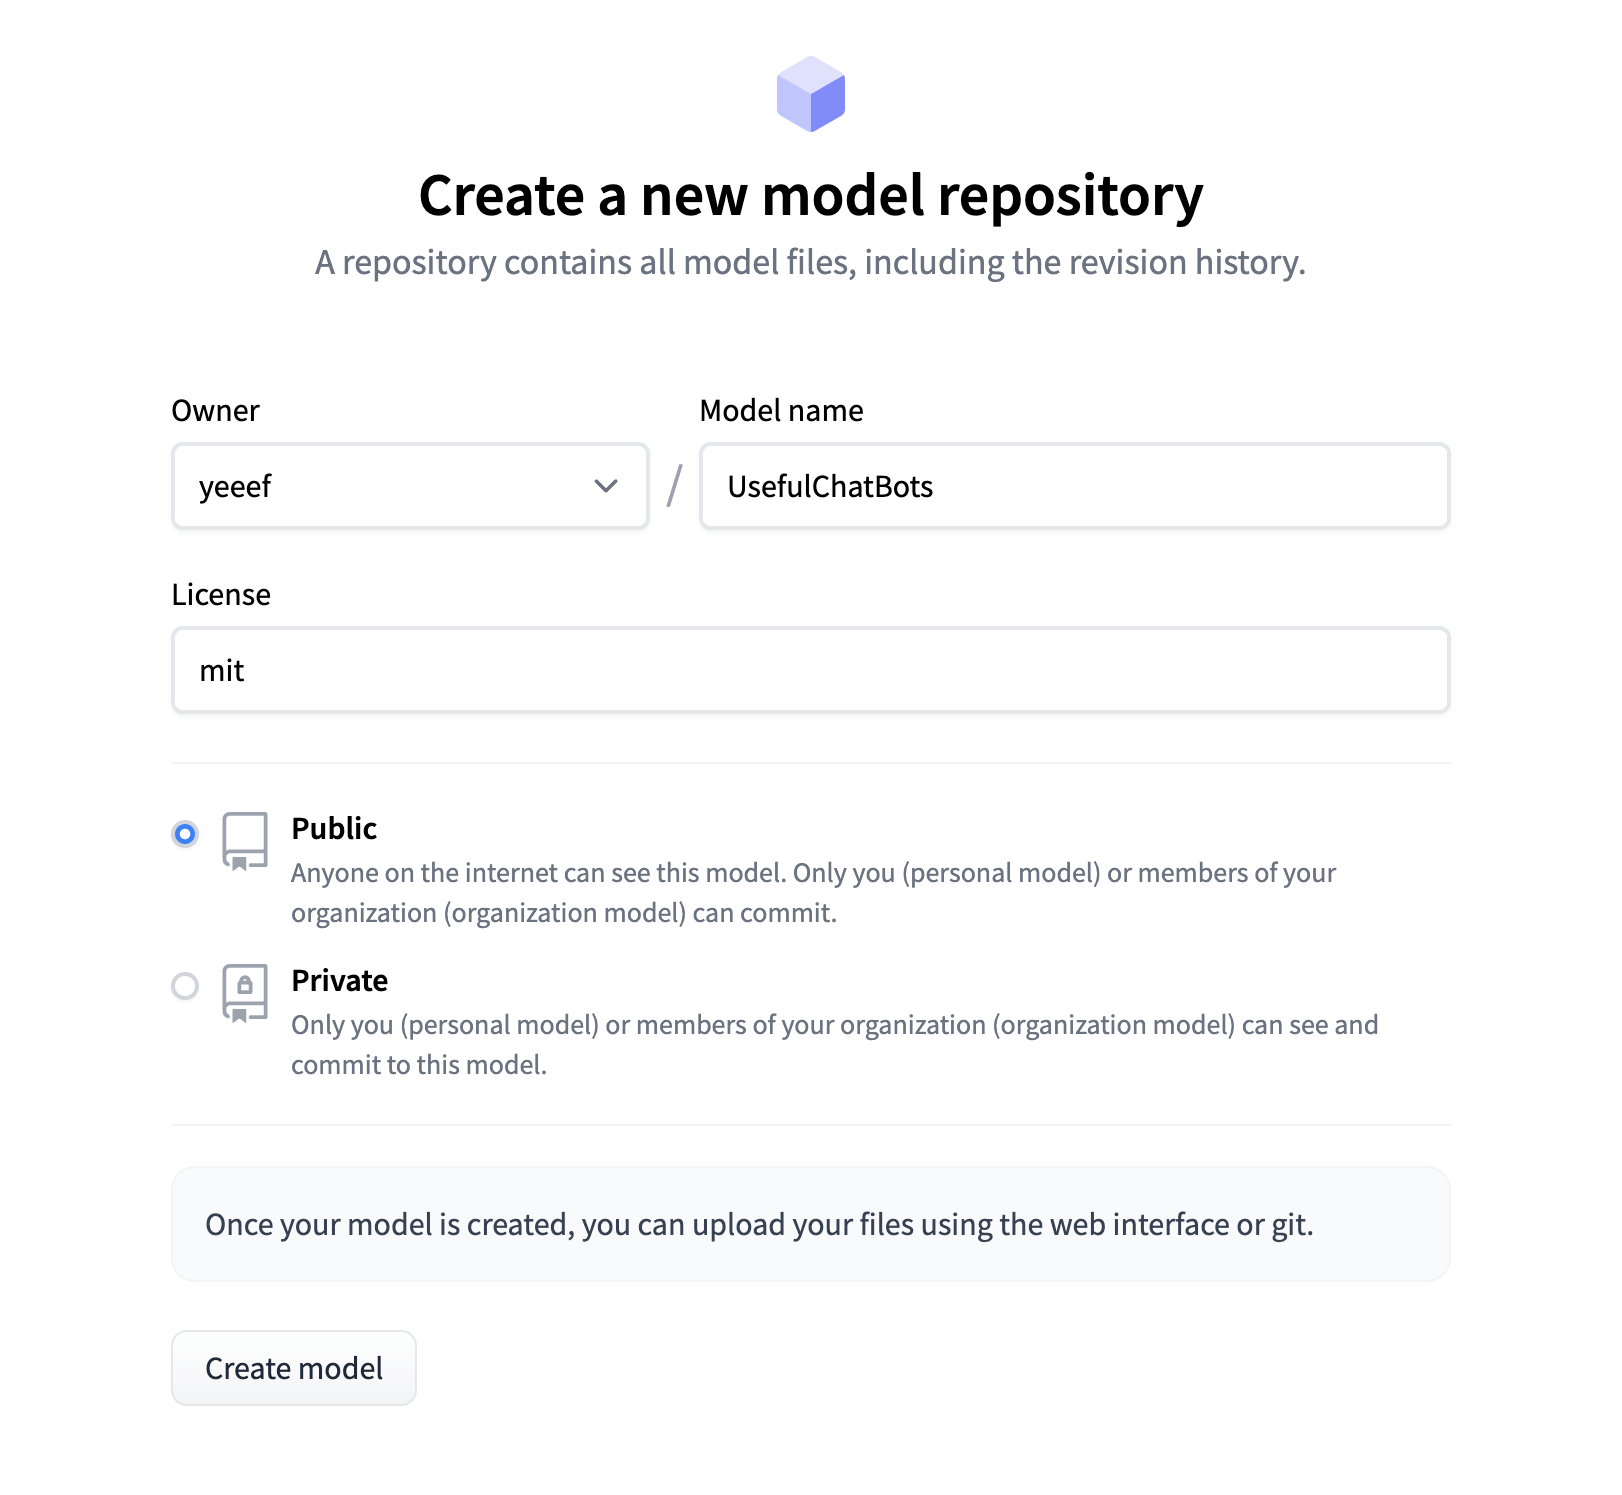 Create a new model repository
A repository contains all model files, including the revision history.
Owner
Model name
yeeef
/
UsefulChatBots
License
mit
Public
Anyone on the internet can see this model. Only you (personal model) or members of your
organization (organization model) can commit.
Private
Only you (personal model) or members of your organization (organization model) can see and
commit to this model.
Once your model is created, you can upload your files using the web interface or git.
Create model